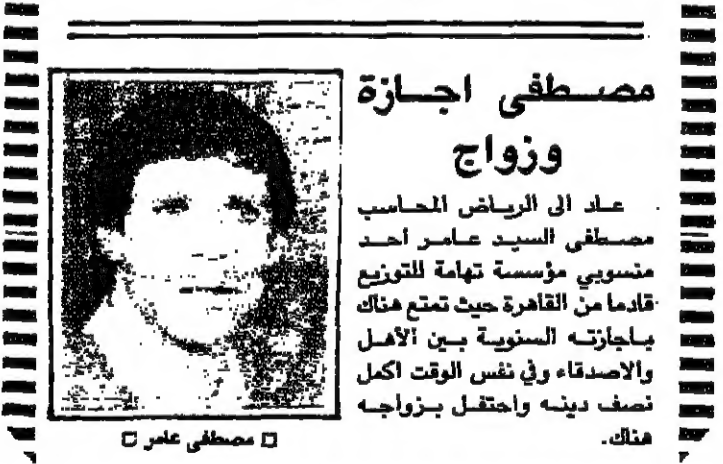 مصطفى اجازة
وزواج
عاد الى الرياض المحاسب
مصطفى السيد عامر احد
منسوبي مؤسسة تهامة للتوزيع
قادما من القاهرة حيث تمتع هناك
باجازته السنوية بين الأهل
والاصدقاء وفي نفس الوقت اكمل
نصف دينه واحتفل بزواجه
هناك.
□ مصطفى عامر □